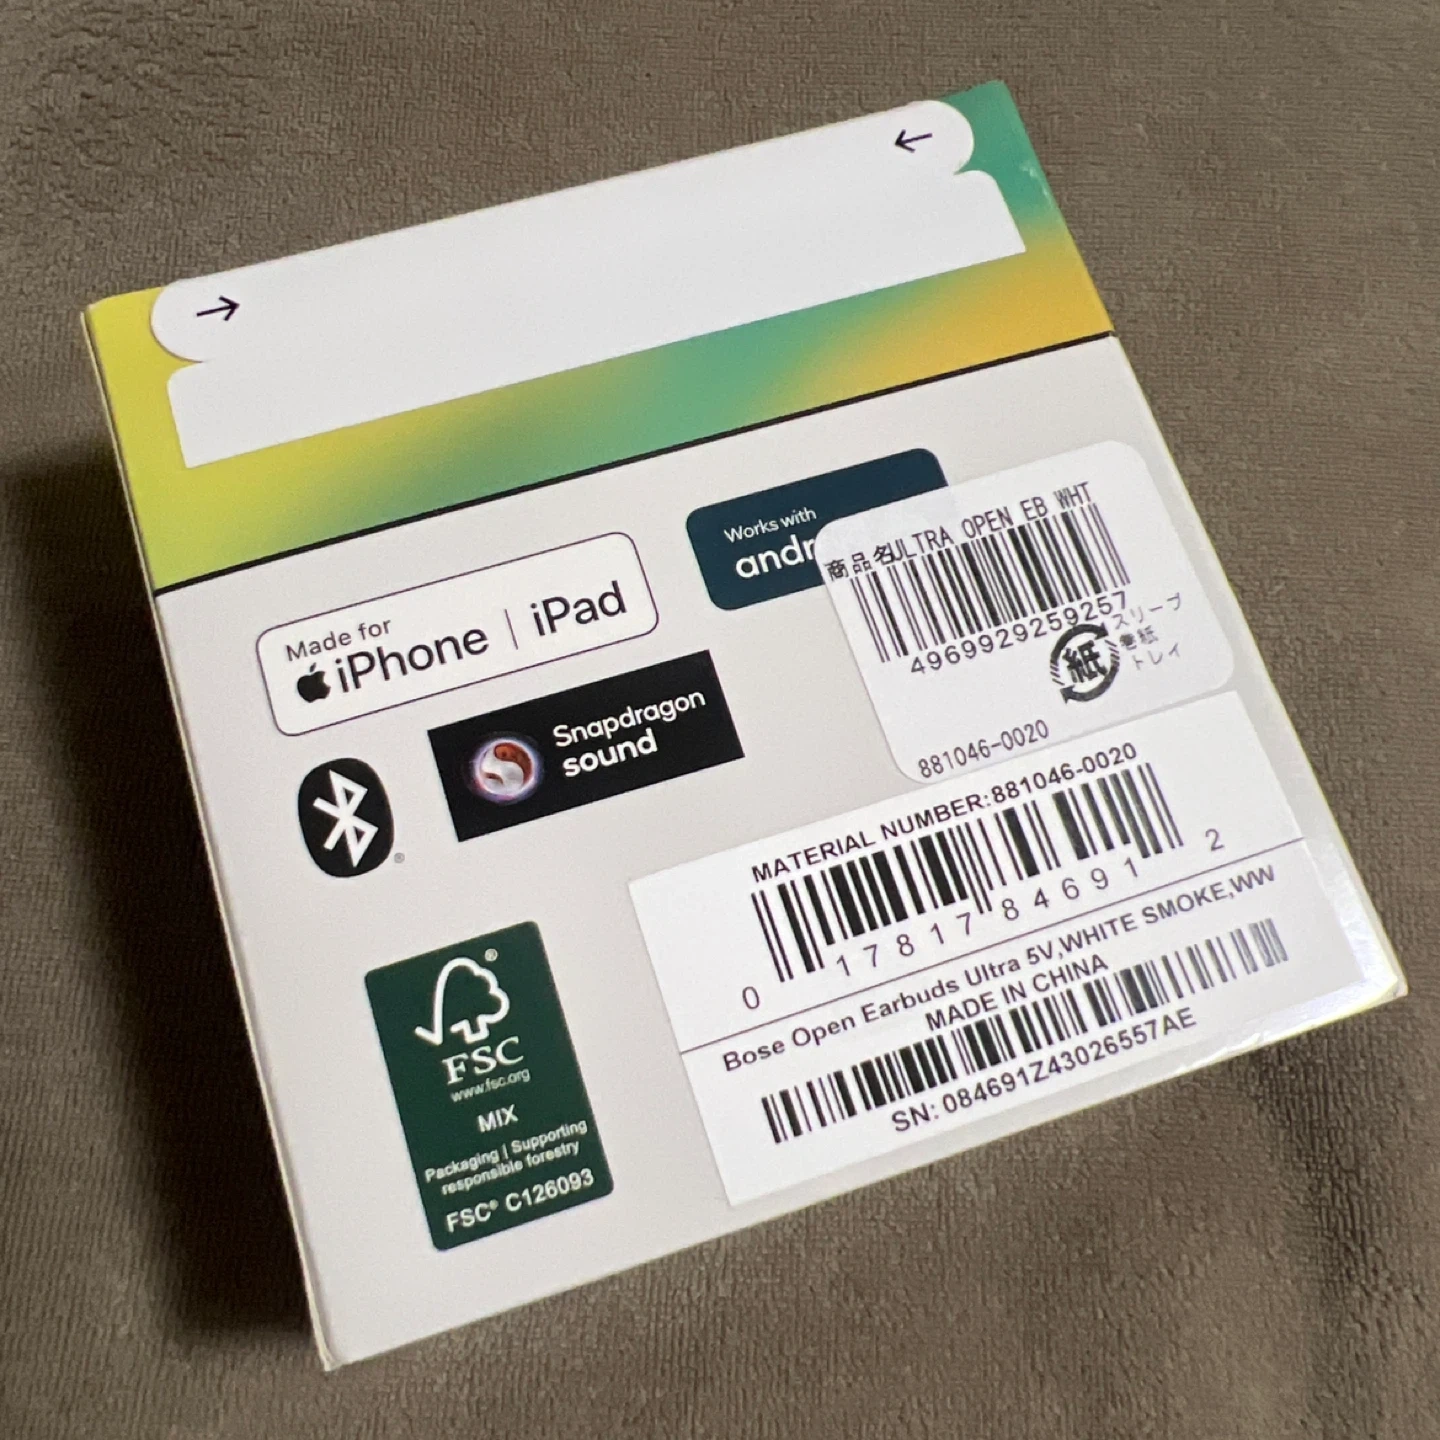 →
←
Made for
iPhone | iPad
Works with
andr
Snapdragon
sound
®
商品名ULTRA OPEN EB WHT
4969929259257
紙
スリーブ
巻紙
トレイ
881046-0020
MATERIAL NUMBER:881046-0020
0 17817 84691 2
Bose Open Earbuds Ultra 5V,WHITE SMOKE,WW
MADE IN CHINA
SN: 084691Z43026557AE
®
FSC
www.fsc.org
MIX
Packaging | Supporting
responsible forestry
FSC® C126093